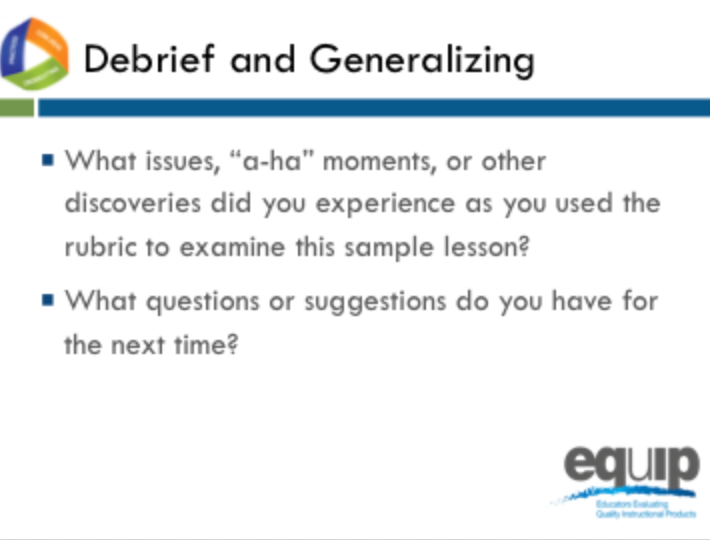 Debrief and Generalizing
What issues, “a-ha” moments, or other
discoveries did you experience as you used the
rubric to examine this sample lesson?
What questions or suggestions do you have for
the next time?
equip
Educators Evaluating
Quality Instructional Products